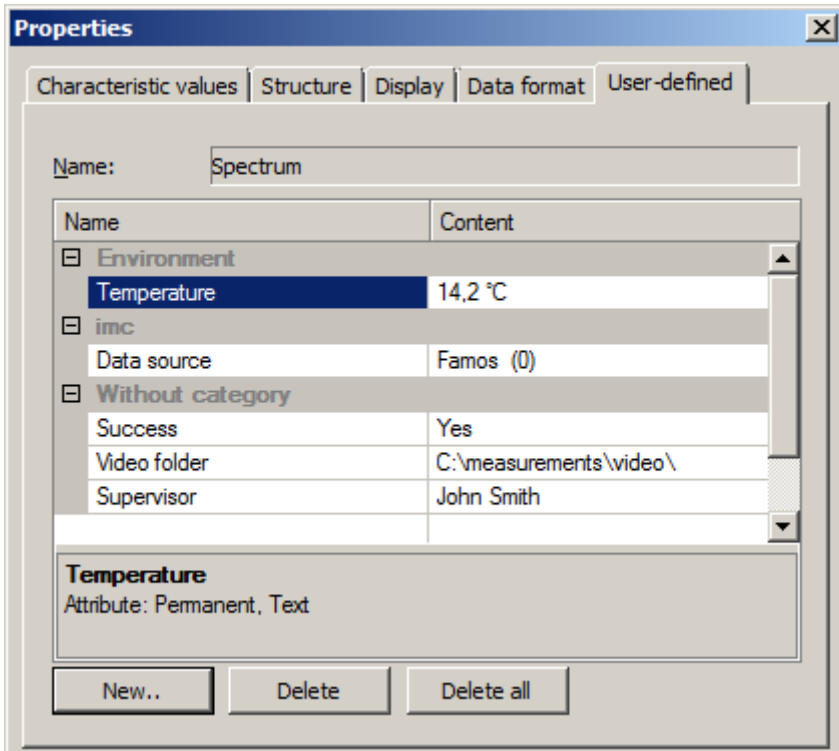 Properties
Characteristic values Structure Display Data format User-defined
Name: Spectrum
Name Content
Environment
Temperature 14,2 °C
imc
Data source Famos (0)
Without category
Success Yes
Video folder C:\measurements\video\
Supervisor John Smith
Temperature
Attribute: Permanent, Text
New.. Delete Delete all